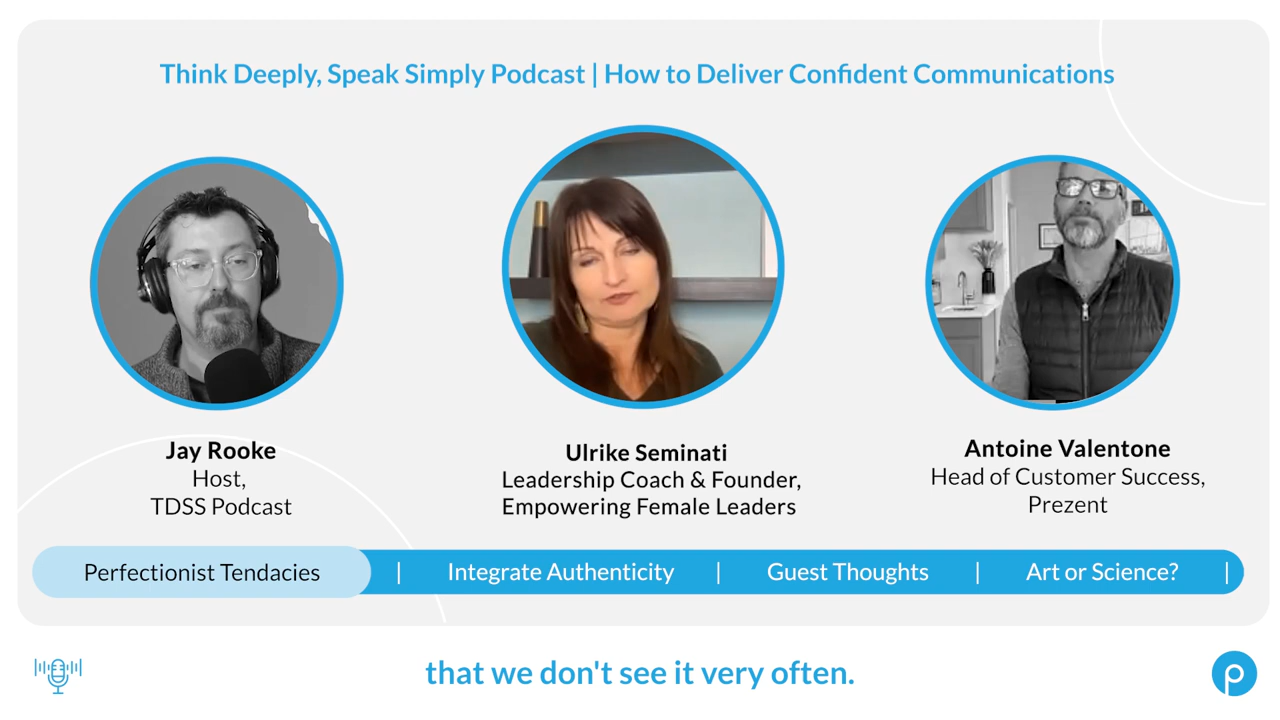 Think Deeply, Speak Simply Podcast | How to Deliver Confident Communications
Jay Rooke
Host,
TDSS Podcast
Ulrike Seminati
Leadership Coach & Founder,
Empowering Female Leaders
Antoine Valentone
Head of Customer Success,
Prezent
Perfectionist Tendacies | Integrate Authenticity | Guest Thoughts | Art or Science? |
that we don't see it very often.